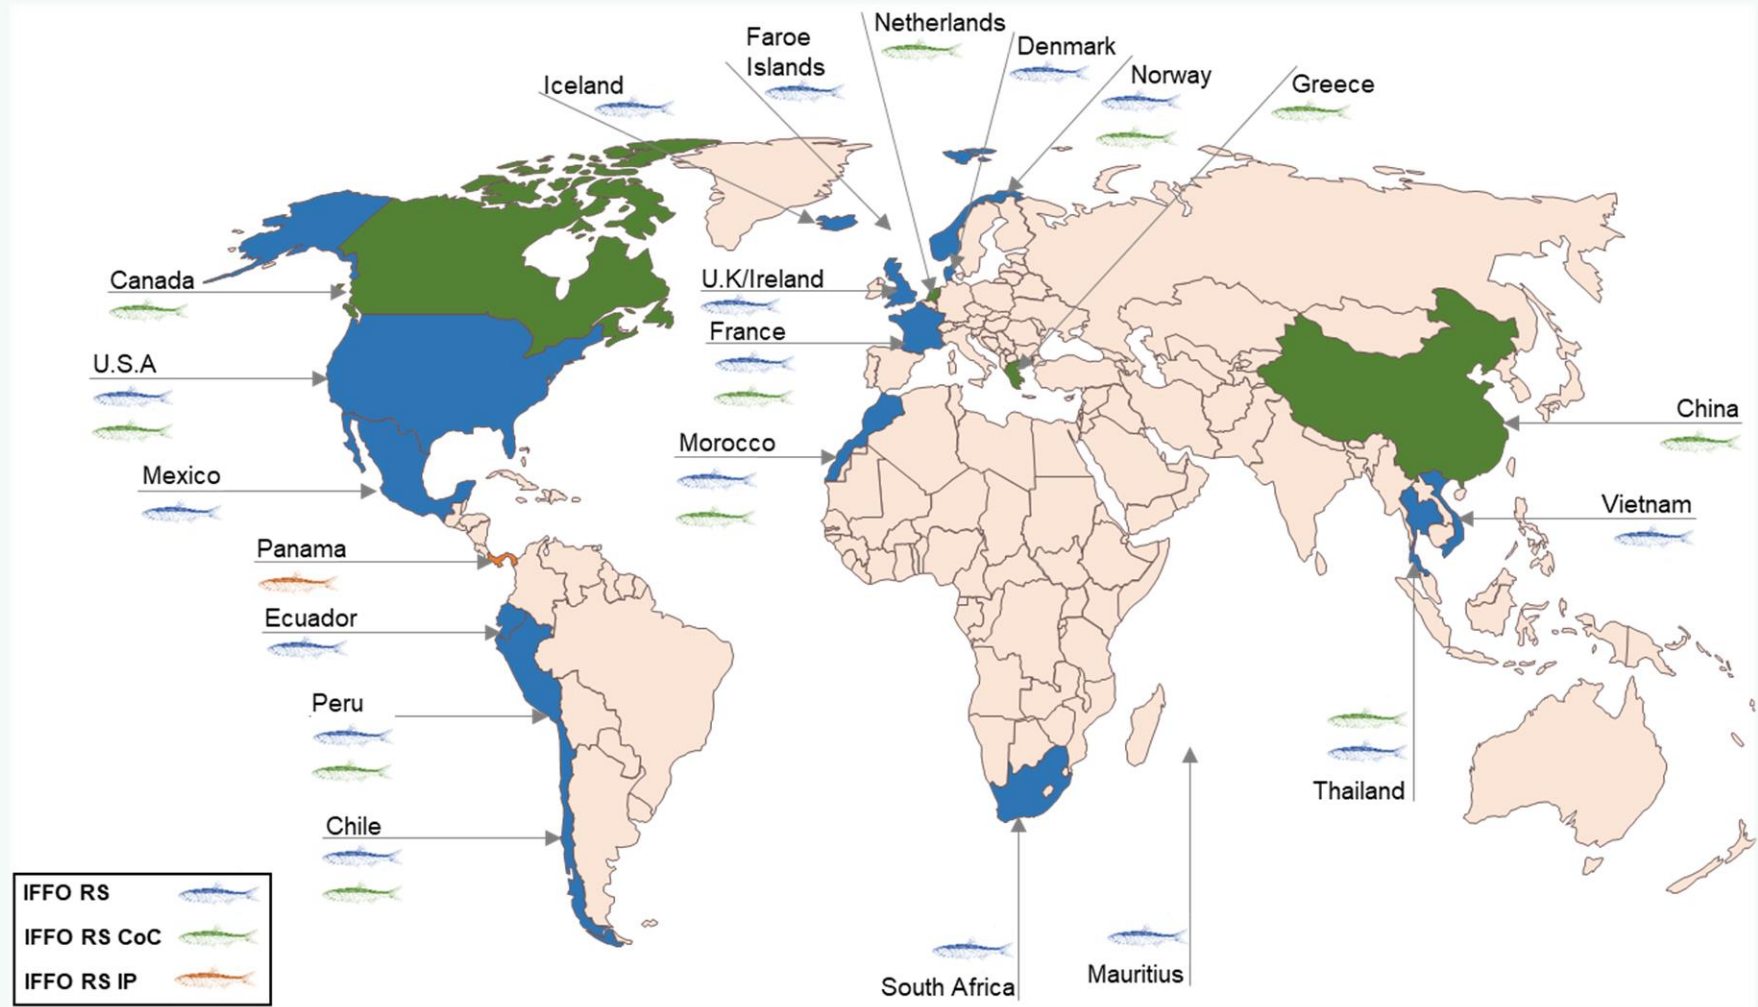 Netherlands
Faroe
Islands
Denmark
Norway
Iceland
Greece
Canada
U.K/Ireland
France
U.S.A
China
Morocco
Mexico
Vietnam
Panama
Ecuador
Peru
Thailand
Chile
IFFO RS
IFFO RS CoC
IFFO RS IP
Mauritius
South Africa